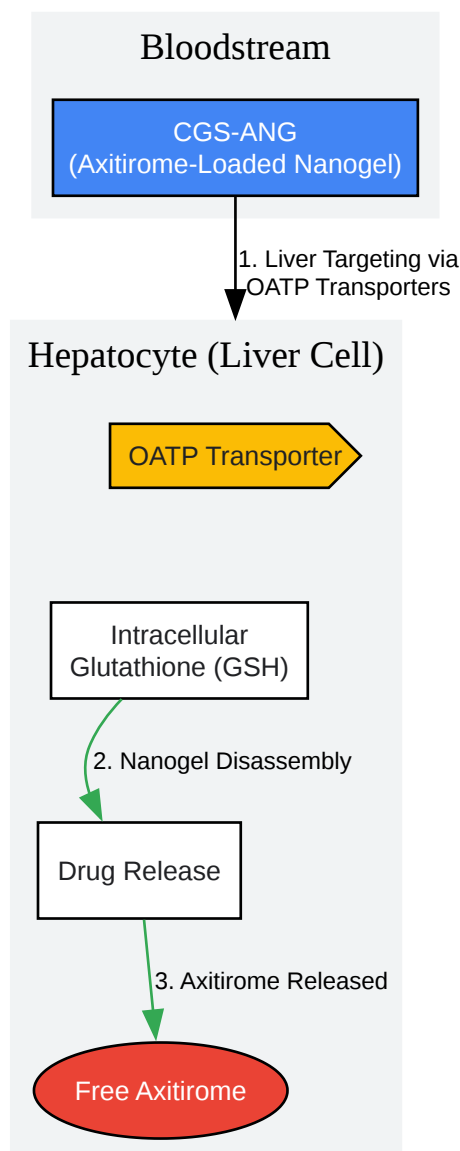 Bloodstream
CGS-ANG
(Axitirome-Loaded Nanogel)
1. Liver Targeting via
OATP Transporters
Hepatocyte (Liver Cell)
OATP Transporter
Intracellular
Glutathione (GSH)
2. Nanogel Disassembly
Drug Release
3. Axitirome Released
Free Axitirome